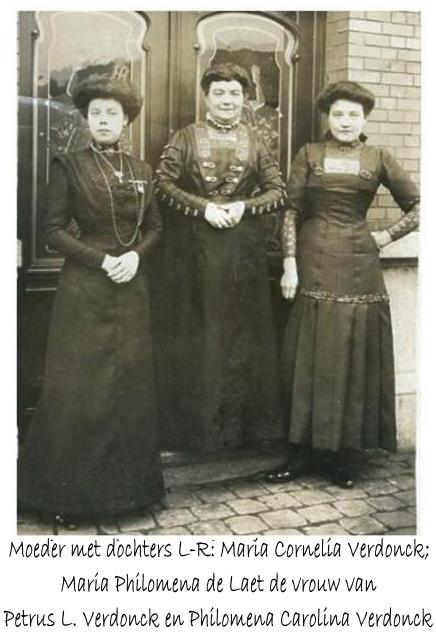 Moeder met dochters L-R: Maria Cornelia Verdonck;
Maria Philomena de Laet de vrouw van
Petrus L. Verdonck en Philomena Carolina Verdonck